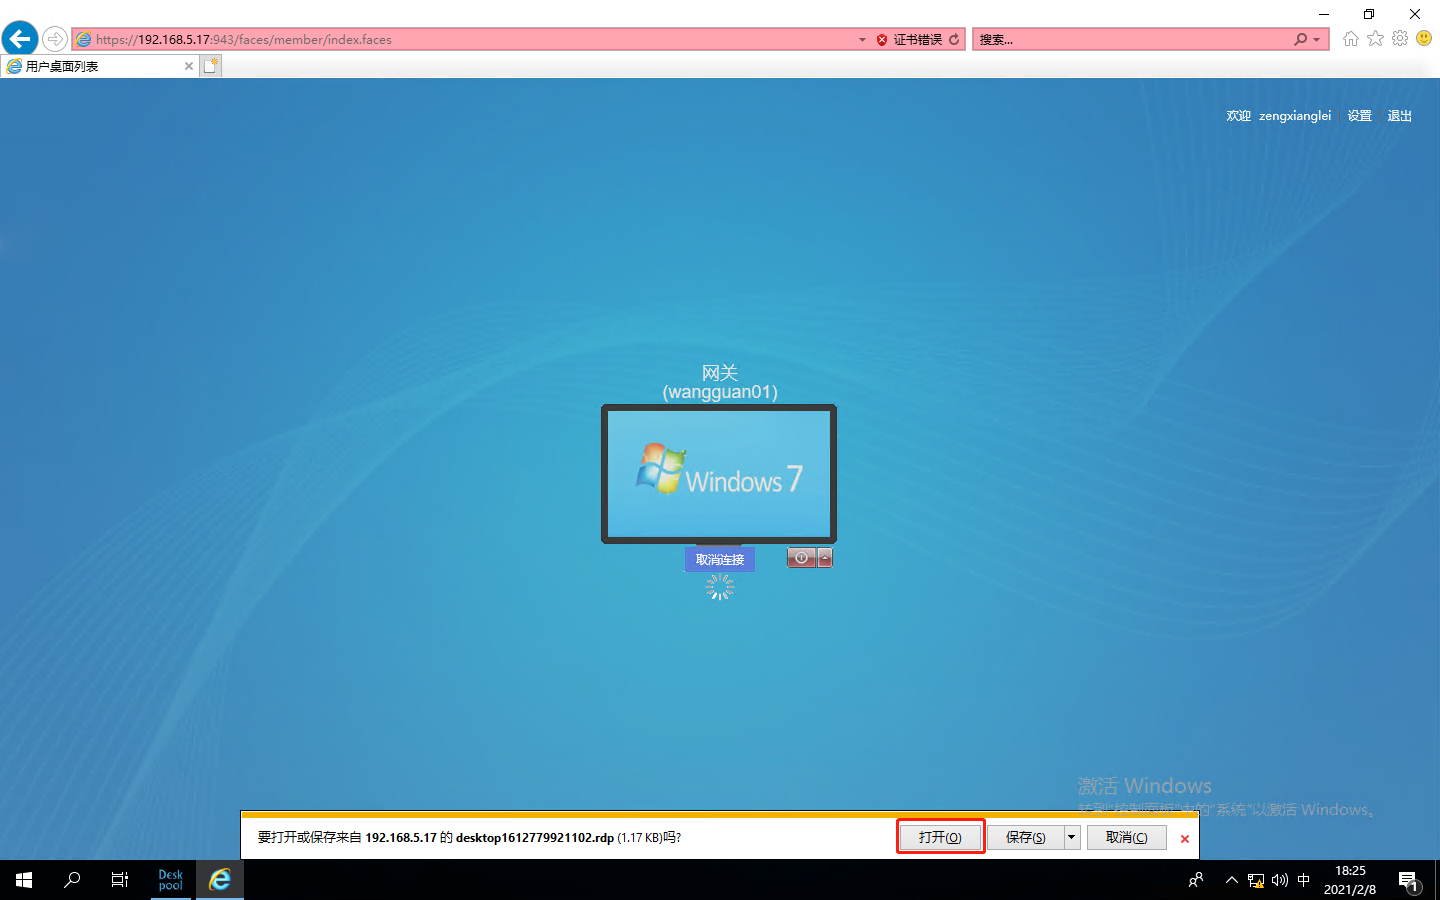 https://192.168.5.17:943/faces/member/index.faces
证书错误
搜索...
用户桌面列表
欢迎 zengxianglei 设置 退出
网关
(wangguan01)
Windows 7
取消连接
激活 Windows
转到"控制面板"中的"系统"以激活 Windows。
要打开或保存来自 192.168.5.17 的 desktop1612779921102.rdp (1.17 KB)吗?
打开(O)
保存(S)
取消(C)
Desk
pool
中
18:25
2021/2/8
1